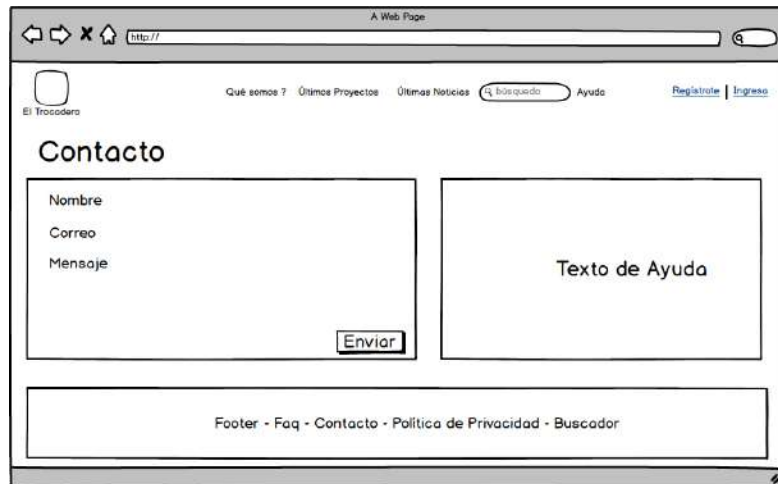 A Web Page
http://
Qué somos ? Últimos Proyectos Últimas Noticias búsqueda Ayuda Regístrate | Ingresa
El Trocadero
Contacto
Nombre
Correo
Mensaje
Enviar
Texto de Ayuda
Footer - Faq - Contacto - Política de Privacidad - Buscador